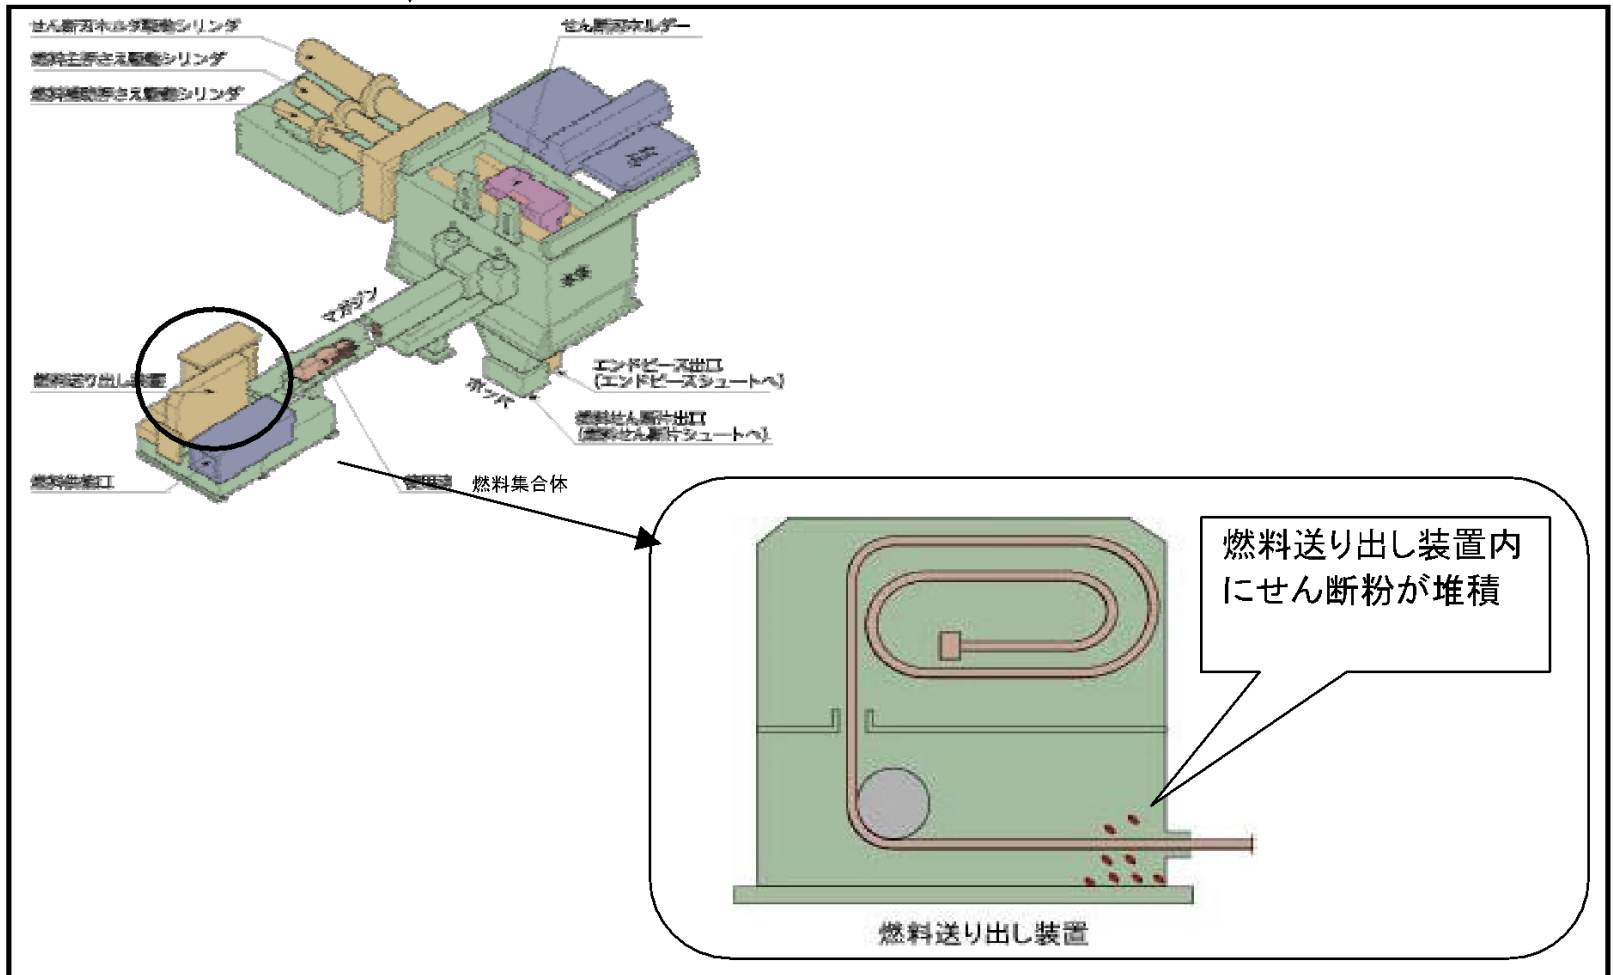 せん断刃ホルダ駆動シリンダ
燃料主押さえ駆動シリンダ
燃料補助押さえ駆動シリンダ
せん断刃ホルダー
マガジン
本体
燃料送り出し装置
エンドピース出口
(エンドピースシュートへ)
ホッパ
燃料せん断片出口
(燃料せん断片シュートへ)
燃料供給口
使用済 燃料集合体
燃料送り出し装置内
にせん断粉が堆積
燃料送り出し装置